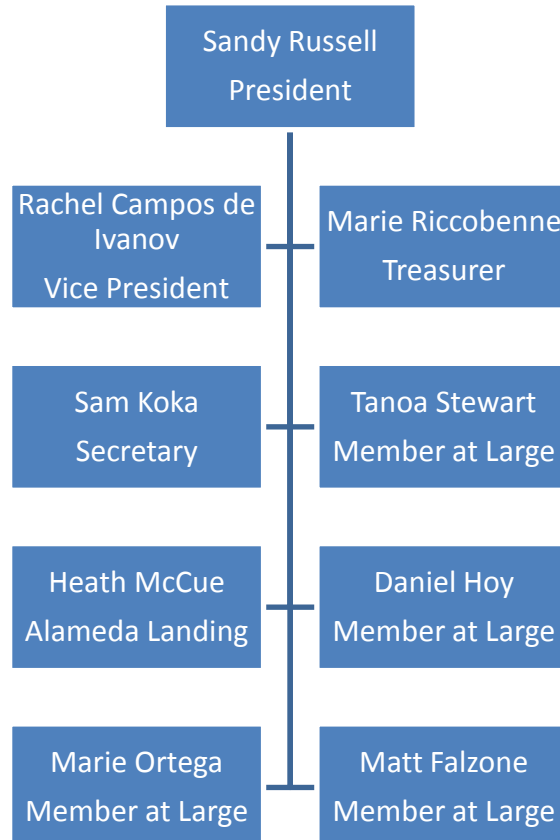 Sandy Russell
President
Rachel Campos de
Ivanov
Vice President
Marie Riccobenne
Treasurer
Sam Koka
Secretary
Tanoa Stewart
Member at Large
Heath McCue
Alameda Landing
Daniel Hoy
Member at Large
Marie Ortega
Member at Large
Matt Falzone
Member at Large